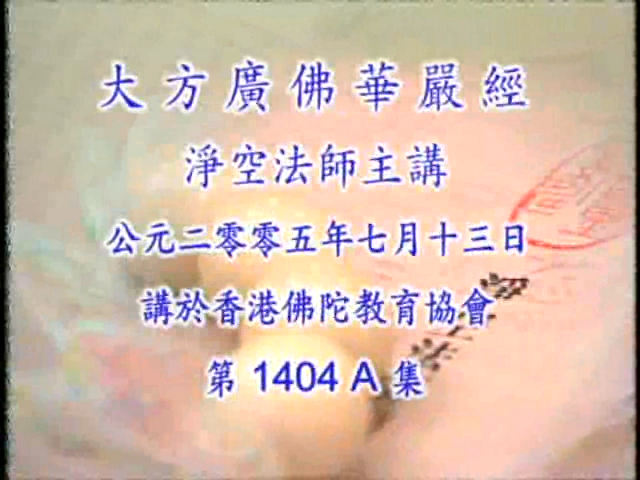 大方廣佛華嚴經
淨空法師主講
公元二零零五年七月十三日
講於香港佛陀教育協會
第 1404 A 集